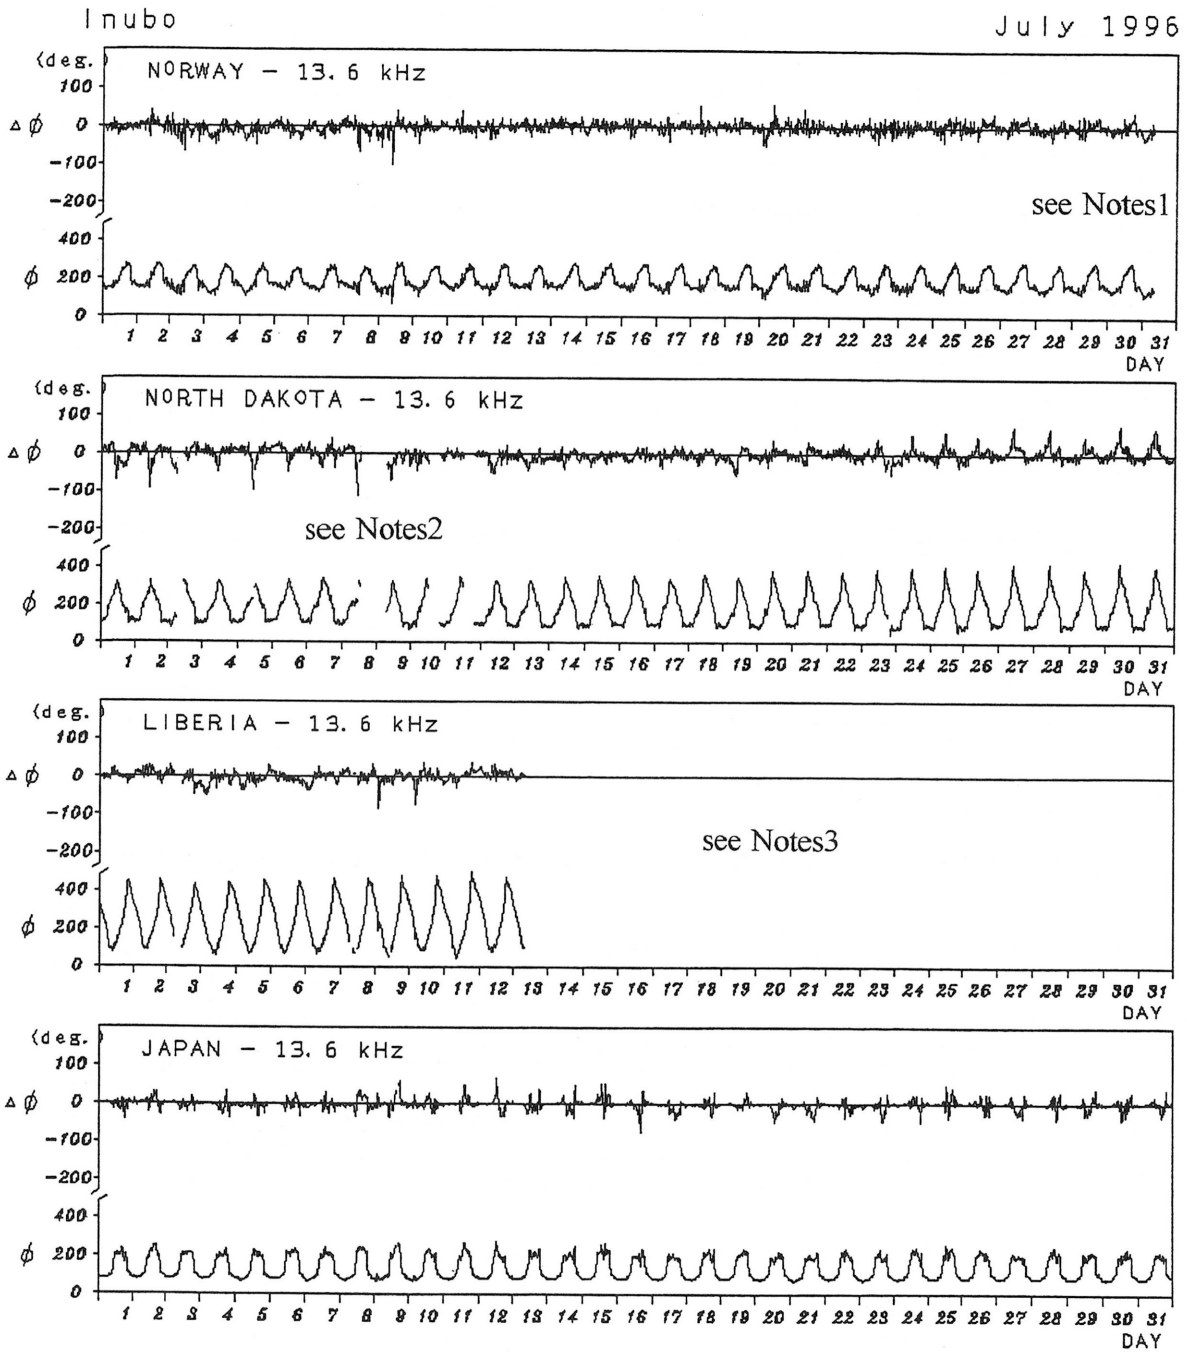 Inubo July 1996
(deg. )
NORWAY - 13.6 kHz
100
Δφ 0
-100
-200
see Notes1
400
φ 200
0
1 2 3 4 5 6 7 8 9 10 11 12 13 14 15 16 17 18 19 20 21 22 23 24 25 26 27 28 29 30 31
DAY
(deg. )
NORTH DAKOTA - 13.6 kHz
100
Δφ 0
-100
-200
see Notes2
400
φ 200
0
1 2 3 4 5 6 7 8 9 10 11 12 13 14 15 16 17 18 19 20 21 22 23 24 25 26 27 28 29 30 31
DAY
(deg. )
LIBERIA - 13.6 kHz
100
Δφ 0
-100
-200
see Notes3
400
φ 200
0
1 2 3 4 5 6 7 8 9 10 11 12 13 14 15 16 17 18 19 20 21 22 23 24 25 26 27 28 29 30 31
DAY
(deg. )
JAPAN - 13.6 kHz
100
Δφ 0
-100
-200
400
φ 200
0
1 2 3 4 5 6 7 8 9 10 11 12 13 14 15 16 17 18 19 20 21 22 23 24 25 26 27 28 29 30 31
DAY